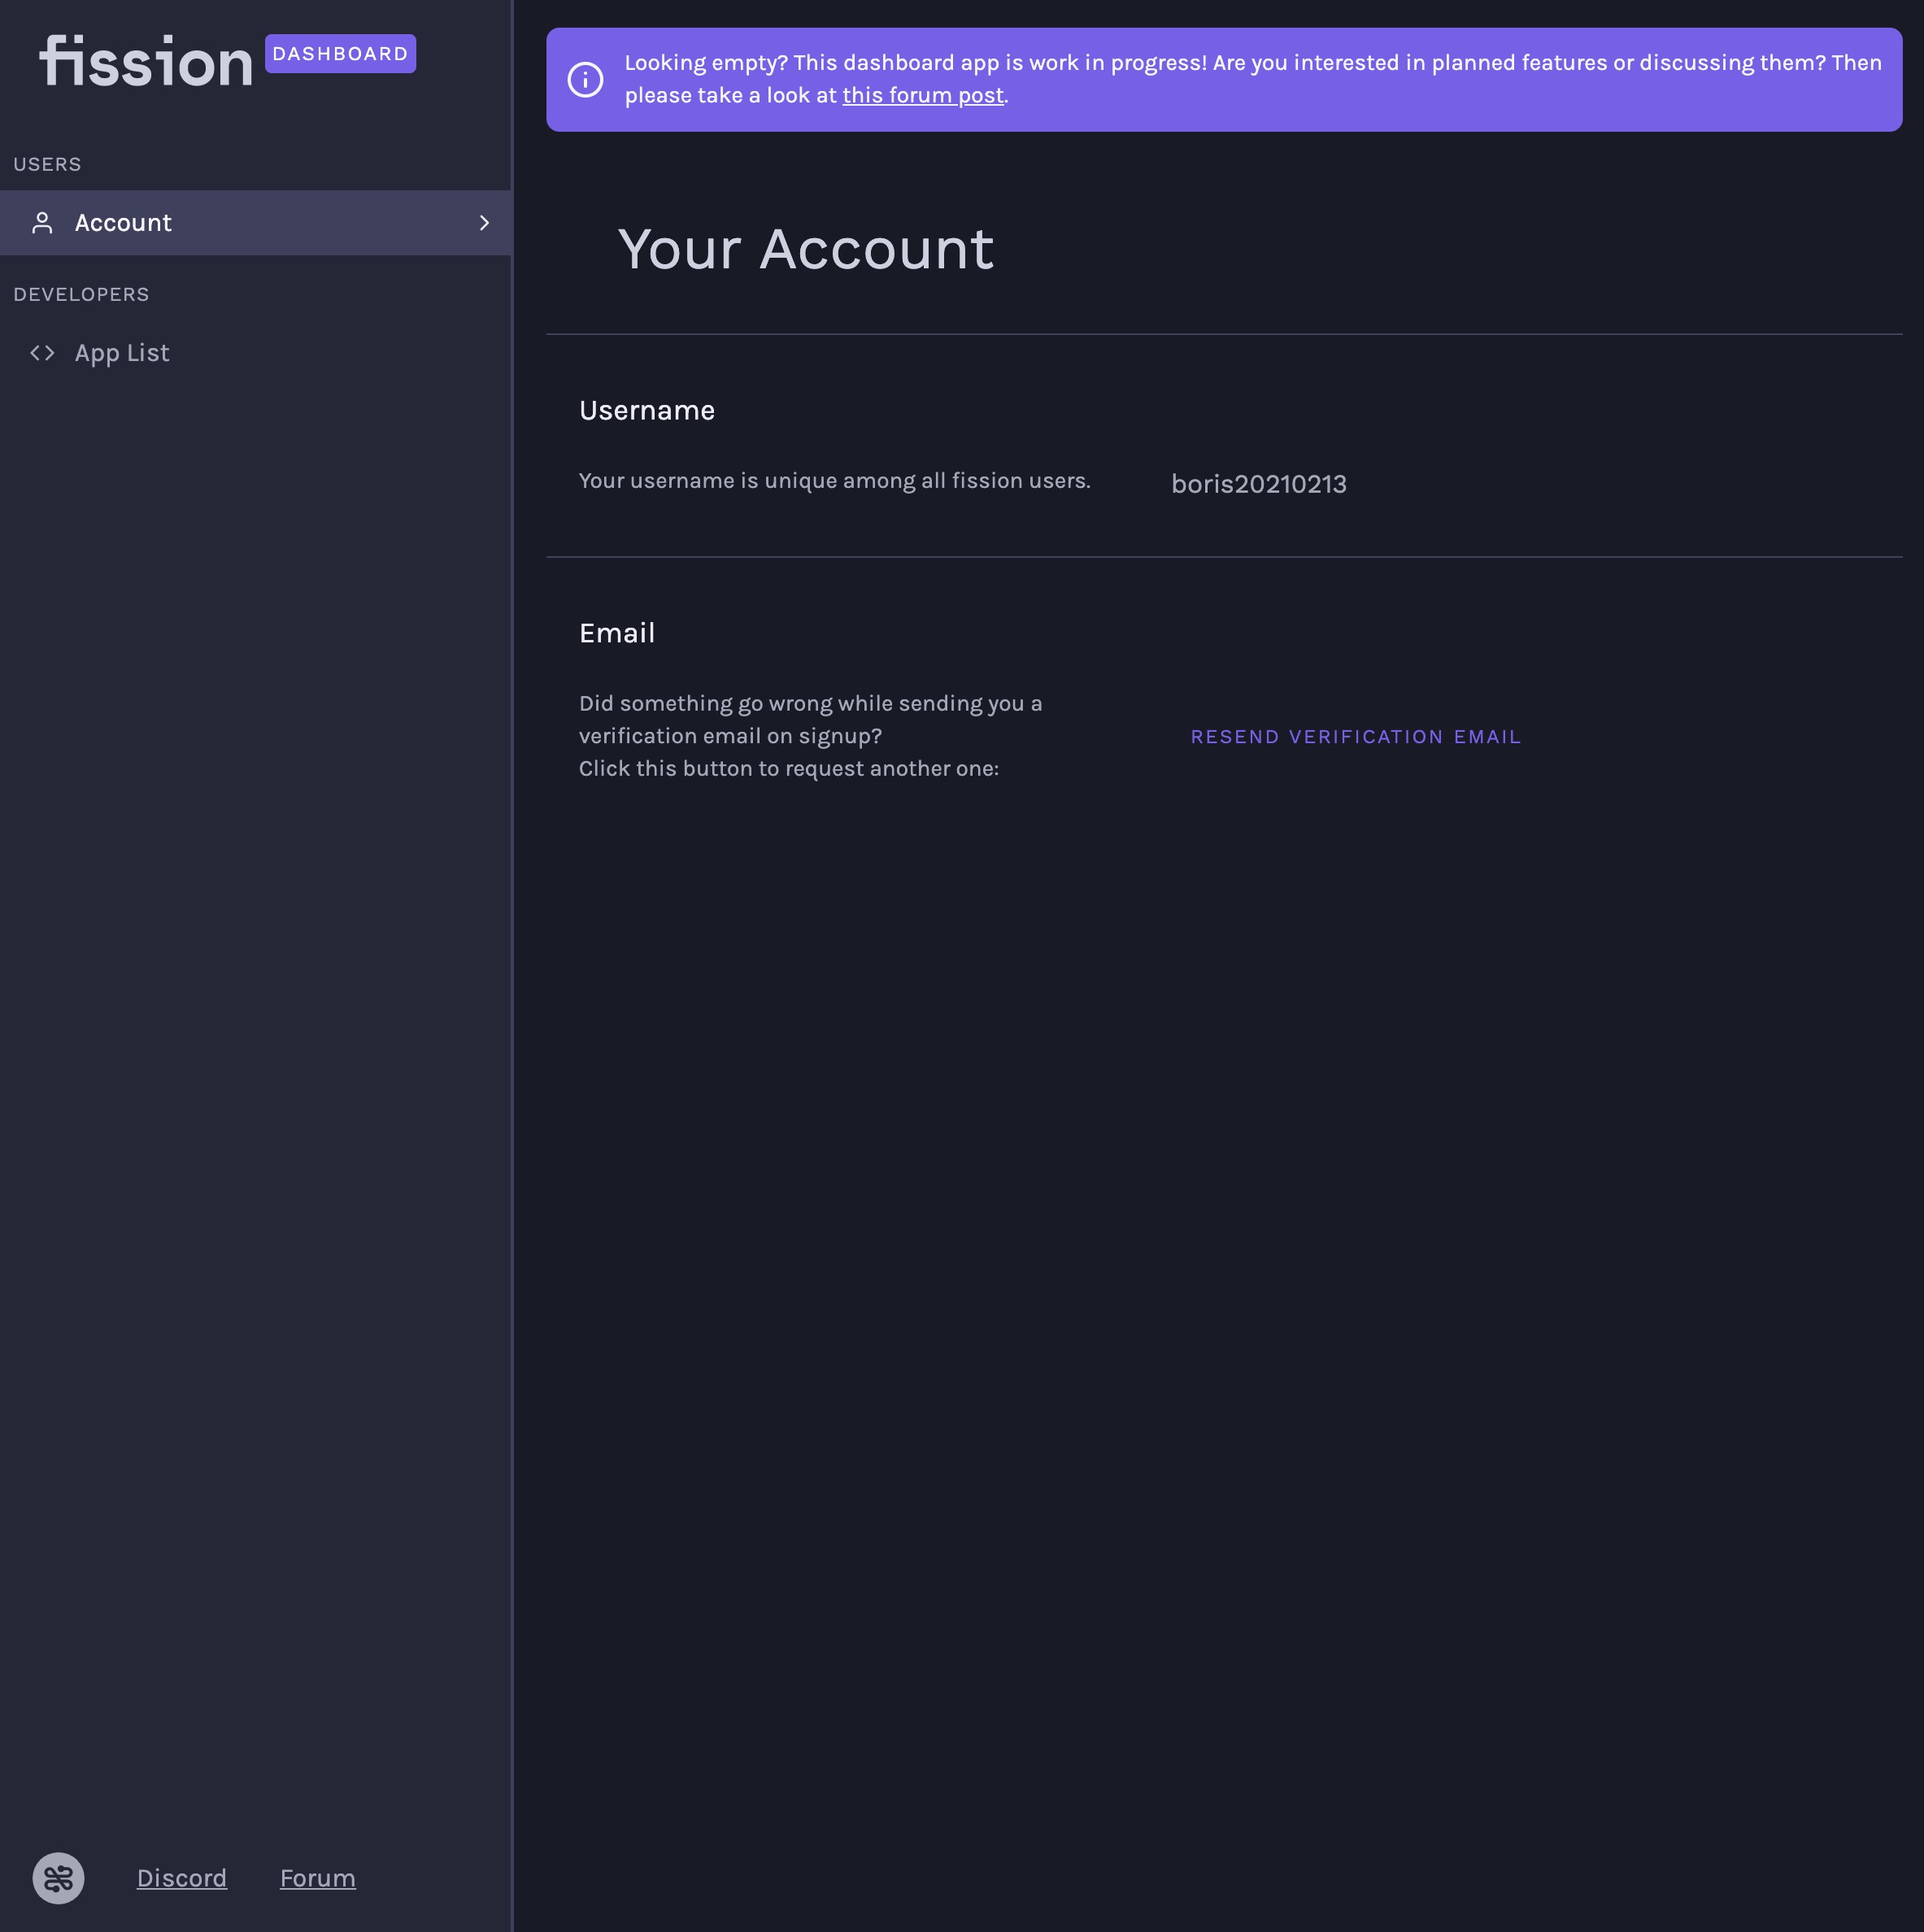 fission DASHBOARD
USERS
Account
DEVELOPERS
App List
Discord Forum
Looking empty? This dashboard app is work in progress! Are you interested in planned features or discussing them? Then
please take a look at this forum post.
Your Account
Username
Your username is unique among all fission users. boris20210213
Email
Did something go wrong while sending you a
verification email on signup?
Click this button to request another one:
RESEND VERIFICATION EMAIL